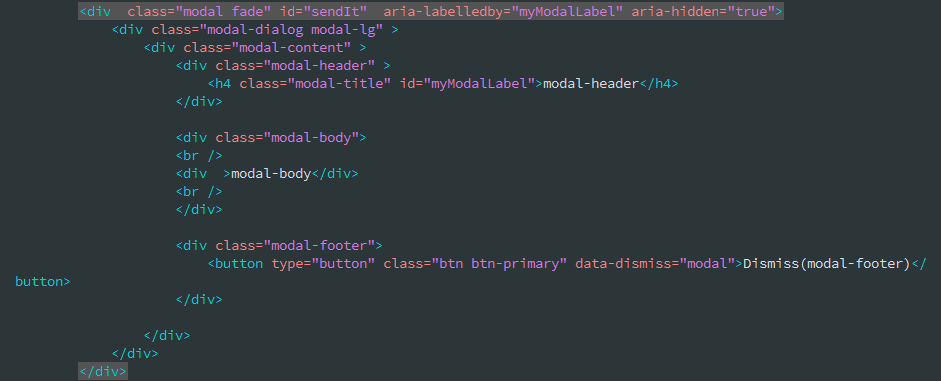 <div  class="modal fade" id="sendIt"  aria-labelledby="myModalLabel" aria-hidden="true">
    <div class="modal-dialog modal-lg" >
        <div class="modal-content" >
            <div class="modal-header" >
                <h4 class="modal-title" id="myModalLabel">modal-header</h4>
            </div>

            <div class="modal-body">
            <br />
            <div  >modal-body</div>
            <br />
            </div>

            <div class="modal-footer">
                <button type="button" class="btn btn-primary" data-dismiss="modal">Dismiss(modal-footer)</
button>
            </div>

        </div>
    </div>
</div>